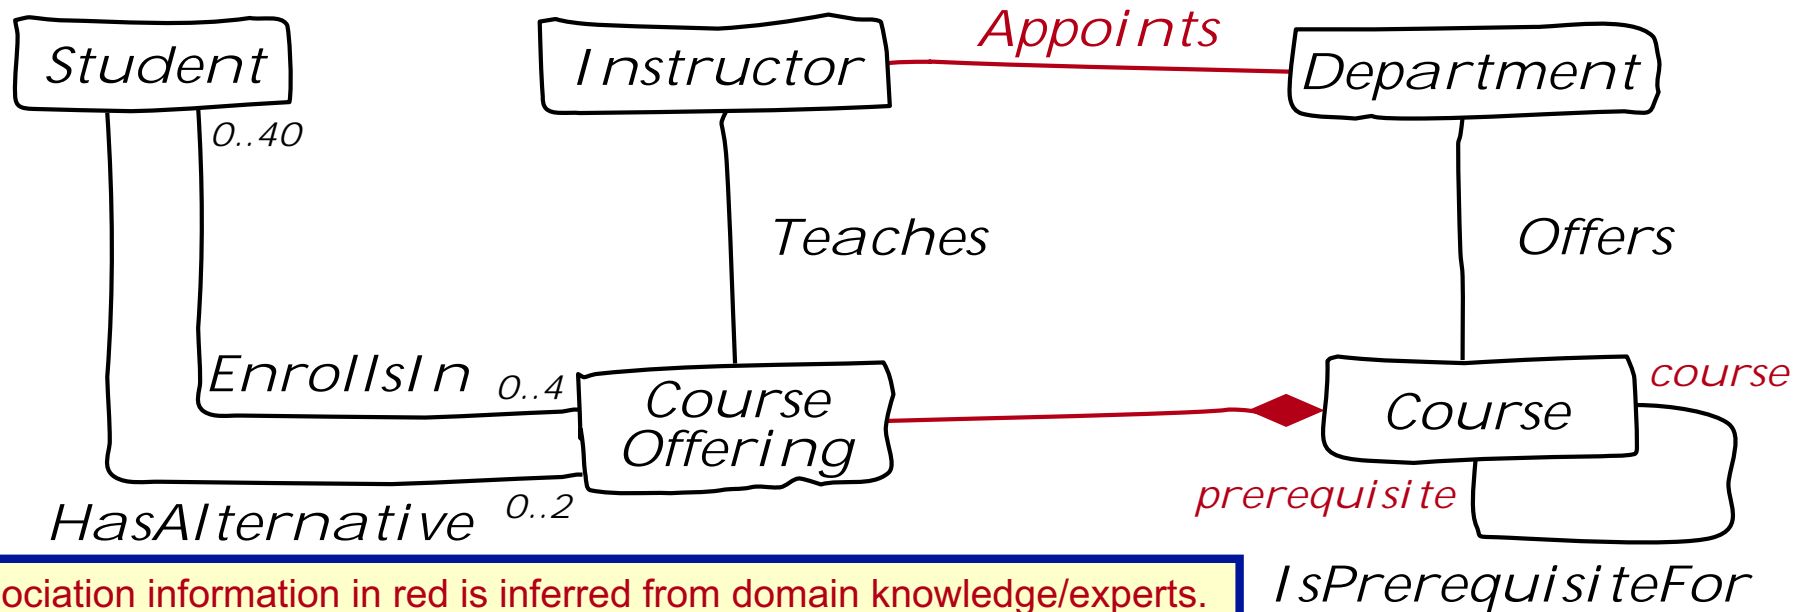 Student
Instructor
Appoints
Department
0..40
Teaches
Offers
EnrollsIn
0..4
Course
Offering
Course
course
prerequisite
HasAlternative
0..2
ociation information in red is inferred from domain knowledge/experts.
IsPrerequisiteFor